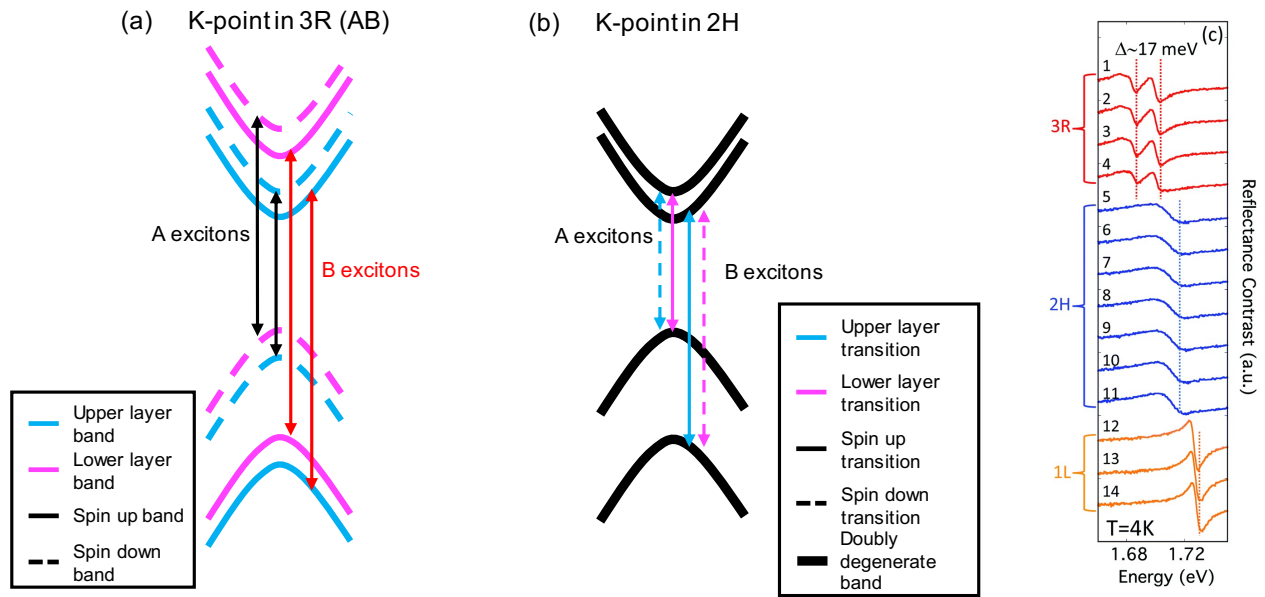 (a) K-point in 3R (AB)
A excitons
B excitons
Upper layer
band
Lower layer
band
Spin up band
Spin down
band
(b) K-point in 2H
A excitons
B excitons
Upper layer
transition
Lower layer
transition
Spin up
transition
Spin down
transition
Doubly
degenerate
band
(c)
Δ~17 meV
1
2
3
4
5
6
7
8
9
10
11
12
13
14
3R
2H
1L
T=4K
1.68 1.72
Energy (eV)
Reflectance Contrast (a.u.)